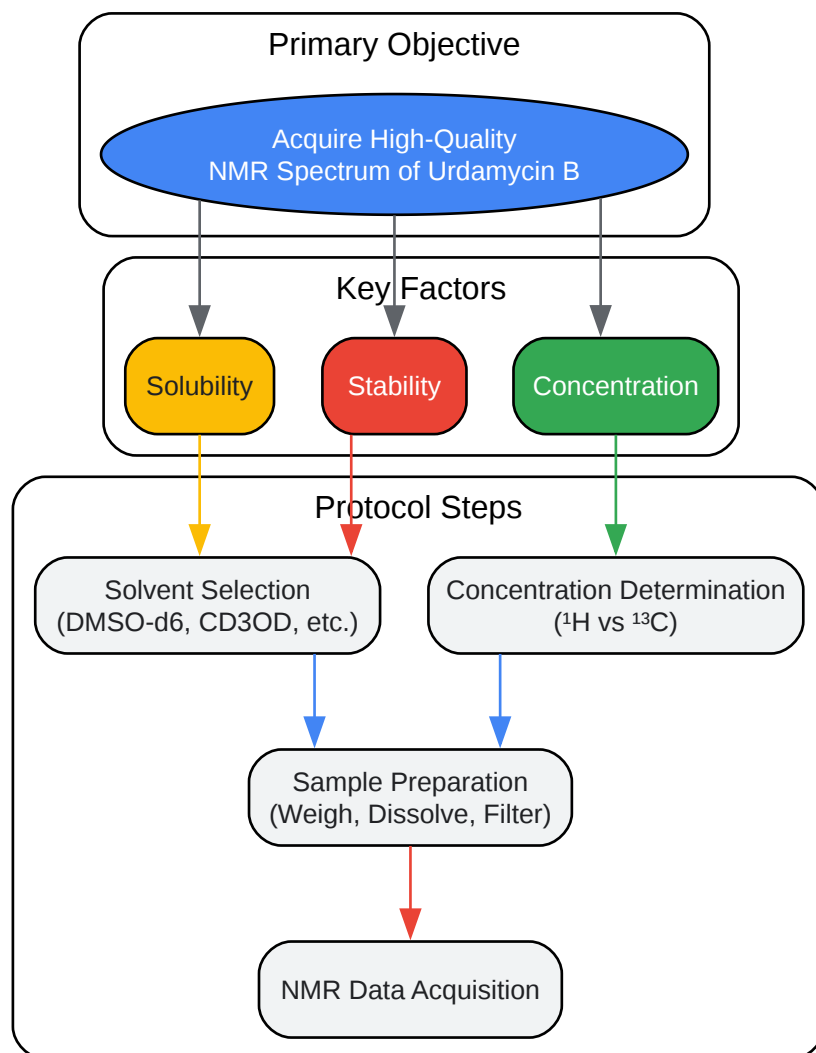 Primary Objective
Acquire High-Quality
NMR Spectrum of Urdamycin B
Key Factors
Solubility
Stability
Concentration
Protocol Steps
Solvent Selection
(DMSO-d6, CD3OD, etc.)
Concentration Determination
(¹H vs ¹³C)
Sample Preparation
(Weigh, Dissolve, Filter)
NMR Data Acquisition